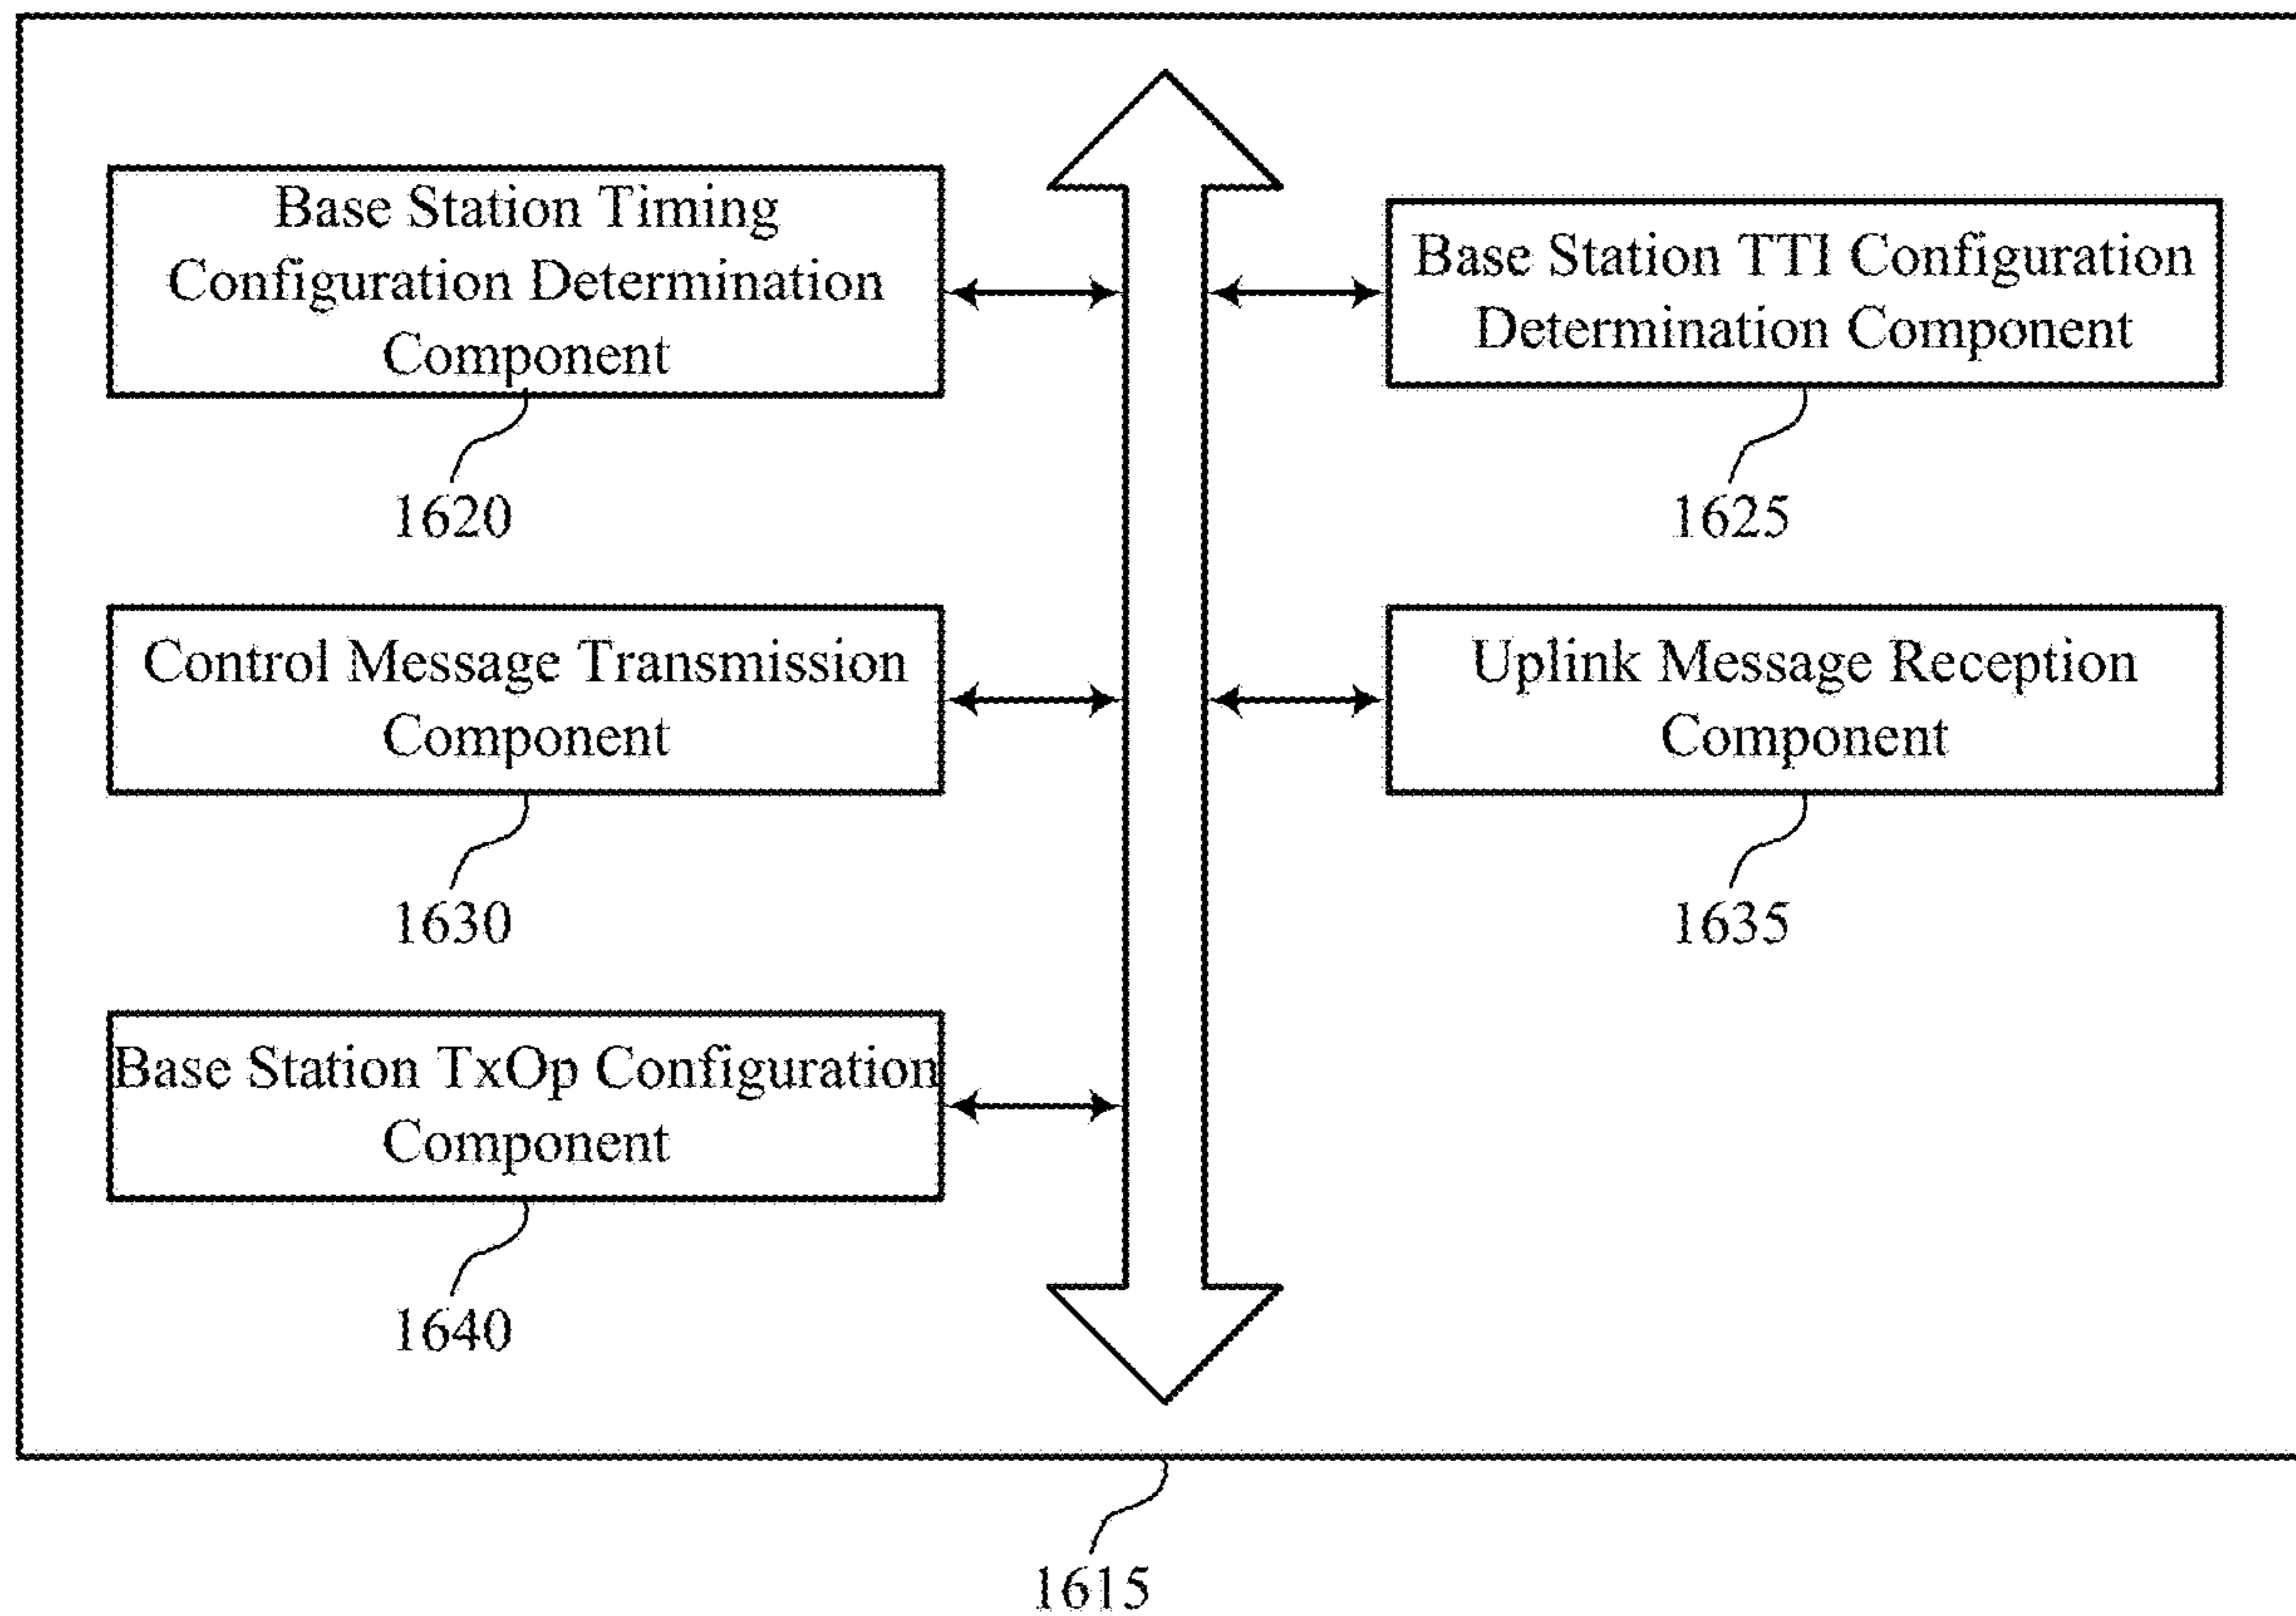 Base Station Timing
Configuration Determination
Component
1620
Base Station TTI Configuration
Determination Component
1625
Control Message Transmission
Component
1630
Uplink Message Reception
Component
1635
Base Station TxOp Configuration
Component
1640
1615